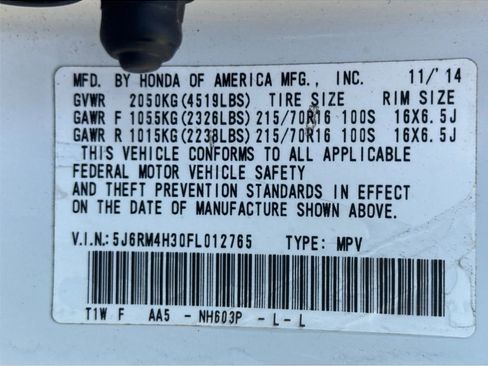 MFD. BY HONDA OF AMERICA MFG., INC. 11/'14
GVWR 2050KG(4519LBS) TIRE SIZE RIM SIZE
GAWR F 1055KG(2326LBS) 215/70R16 100S 16X6.5J
GAWR R 1015KG(2238LBS) 215/70R16 100S 16X6.5J
THIS VEHICLE CONFORMS TO ALL APPLICABLE
FEDERAL MOTOR VEHICLE SAFETY
AND THEFT PREVENTION STANDARDS IN EFFECT
ON THE DATE OF MANUFACTURE SHOWN ABOVE.
V.I.N.:5J6RM4H30FL012765 TYPE: MPV
T1W F AA5 - NH603P - L - L